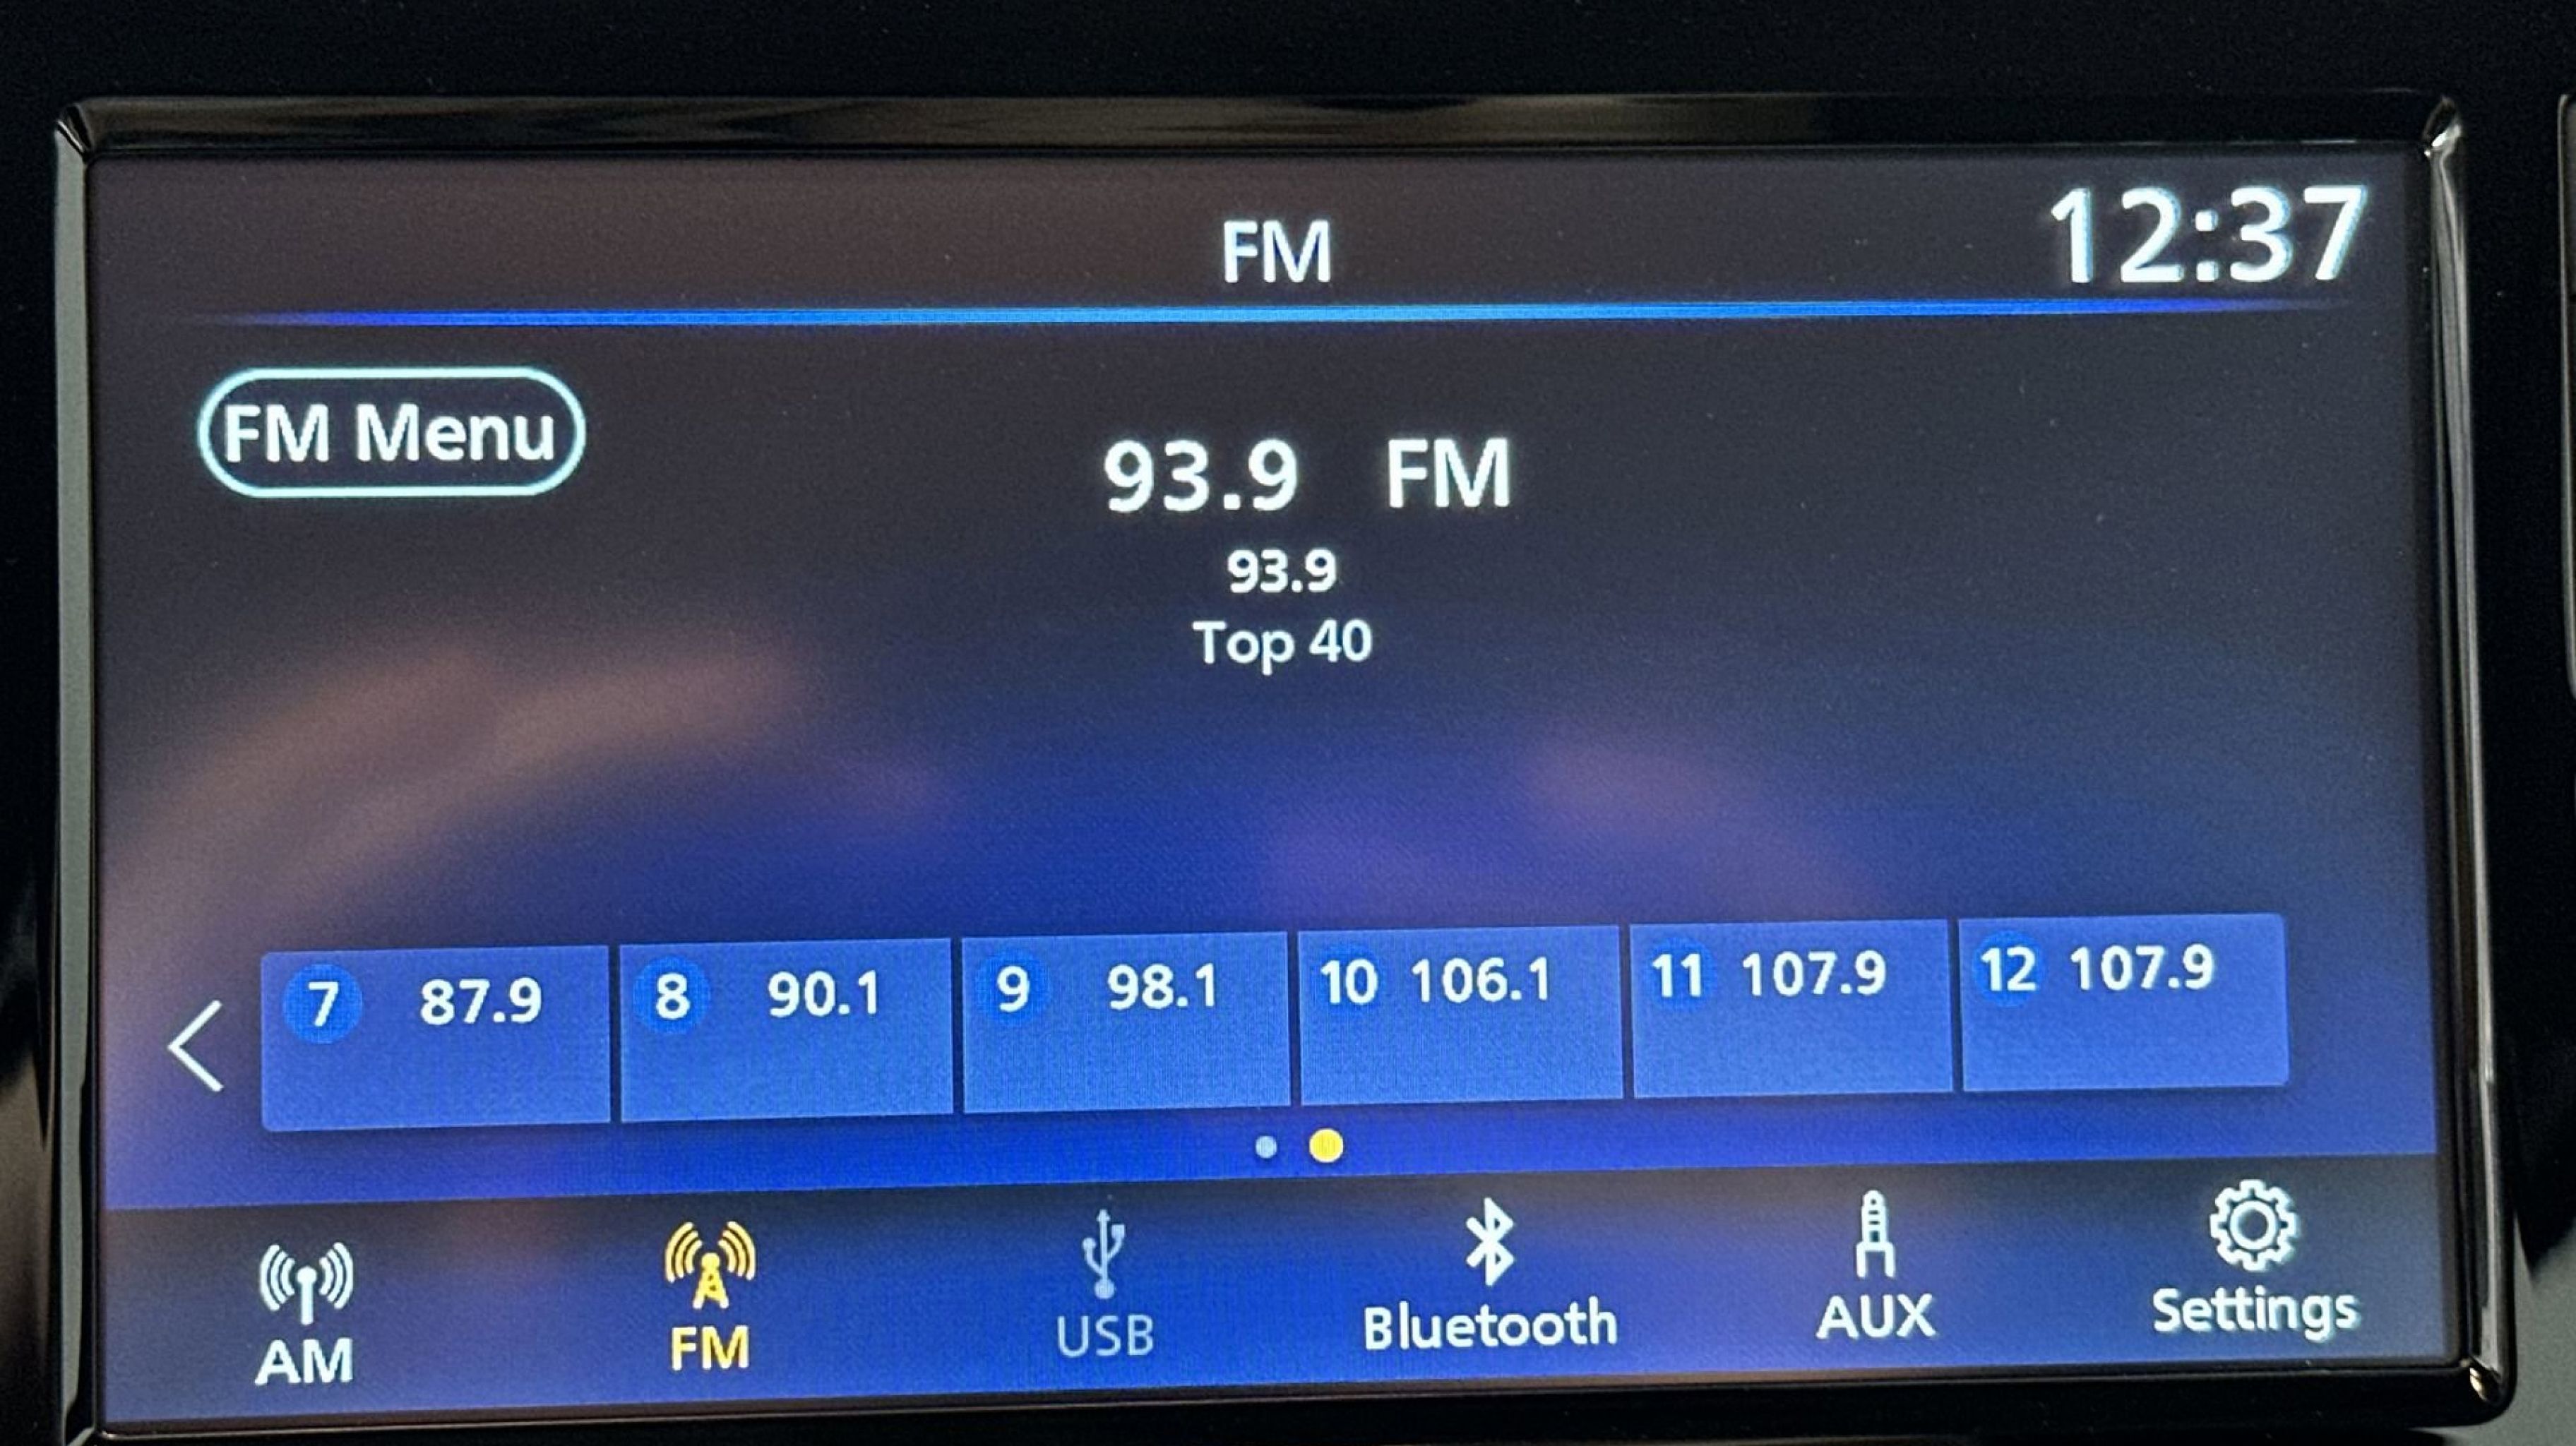 FM 12:37
FM Menu
93.9 FM
93.9
Top 40
7 87.9 8 90.1 9 98.1 10 106.1 11 107.9 12 107.9
AM FM USB Bluetooth AUX Settings